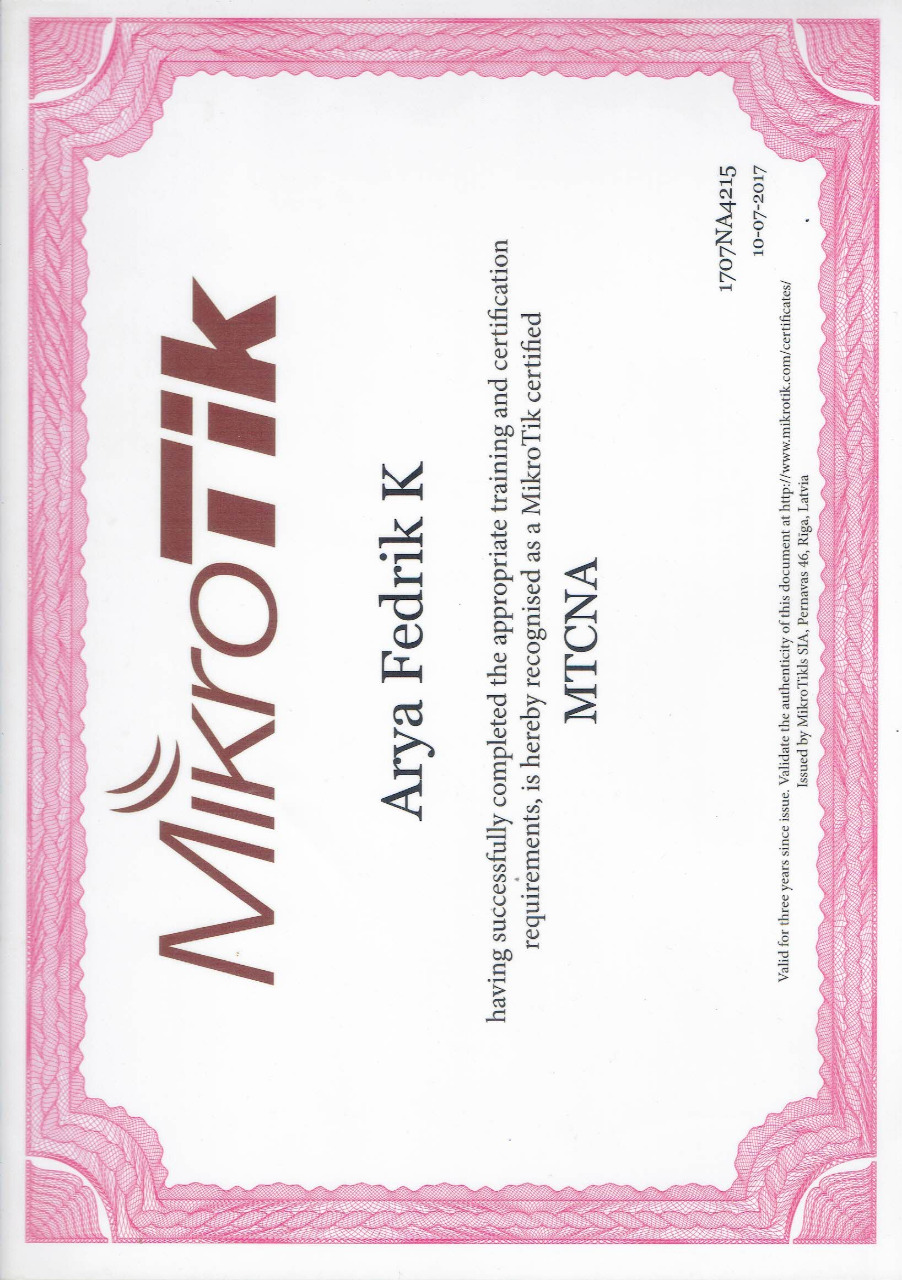 MikroTik
Arya Fedrik K
having successfully completed the appropriate training and certification
requirements, is hereby recognised as a MikroTik certified
MTCNA
1707NA4215
10-07-2017
Valid for three years since issue. Validate the authenticity of this document at http://www.mikrotik.com/certificates/
Issued by MikroTikls SIA, Pernavas 46, Riga, Latvia